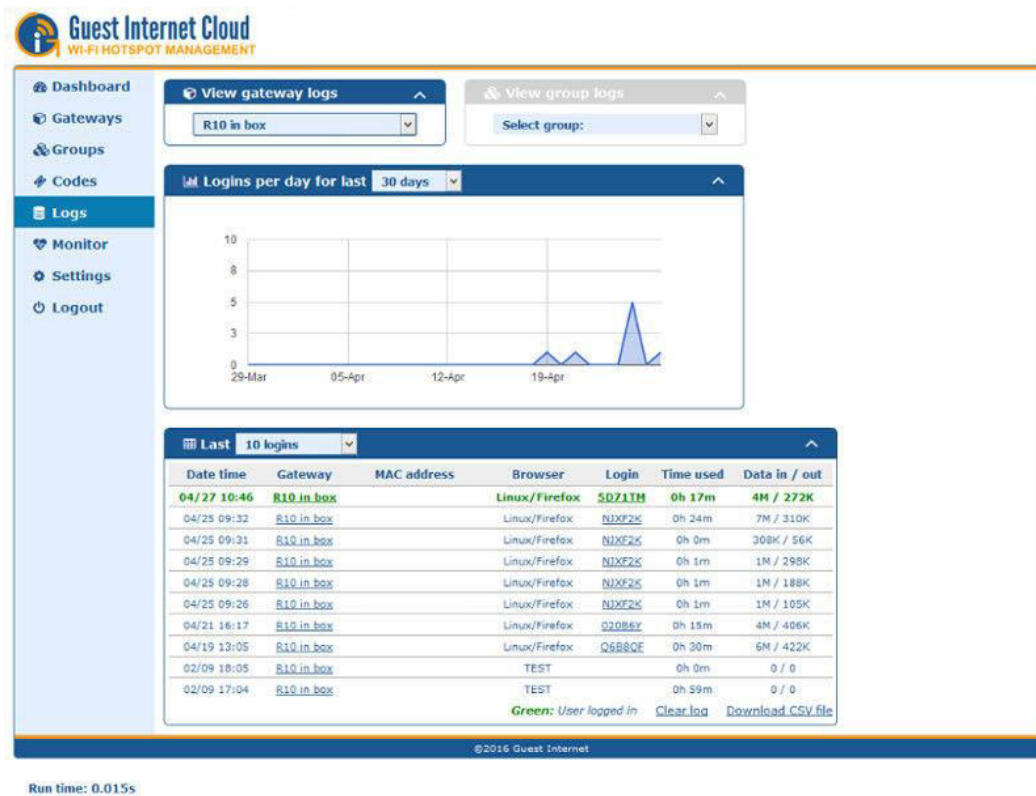 Guest Internet Cloud
WI-FI HOTSPOT MANAGEMENT
Dashboard
Gateways
Groups
Codes
Logs
Monitor
Settings
Logout
View gateway logs
R10 in box
View group logs
Select group:
Logins per day for last 30 days
10
8
5
3
0
29-Mar 05-Apr 12-Apr 19-Apr
Last 10 logins
Date time Gateway MAC address Browser Login Time used Data in / out
04/27 10:46 R10 in box Linux/Firefox 5D71TM 0h 17m 4M / 272K
04/25 09:32 R10 in box Linux/Firefox NJXF2K 0h 24m 7M / 310K
04/25 09:31 R10 in box Linux/Firefox NJXF2K 0h 0m 308K / 56K
04/25 09:29 R10 in box Linux/Firefox NJXF2K 0h 1m 1M / 298K
04/25 09:28 R10 in box Linux/Firefox NJXF2K 0h 1m 1M / 188K
04/25 09:26 R10 in box Linux/Firefox NJXF2K 0h 1m 1M / 105K
04/21 16:17 R10 in box Linux/Firefox 0h 15m 4M / 406K
04/19 13:05 R10 in box Linux/Firefox 0h 30m 6M / 422K
02/09 18:05 R10 in box TEST 0h 0m 0 / 0
02/09 17:04 R10 in box TEST 0h 59m 0 / 0
Green: User logged in Clear log Download CSV file
©2016 Guest Internet
Run time: 0.015s